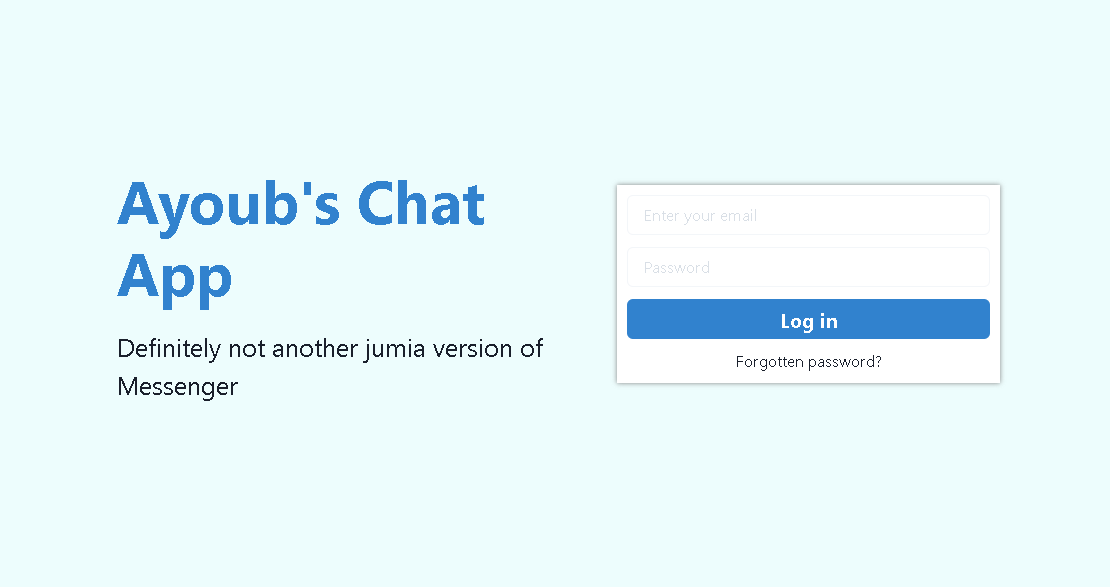 Ayoub's Chat
App
Definitely not another jumia version of
Messenger
Enter your email
Password
Log in
Forgotten password?